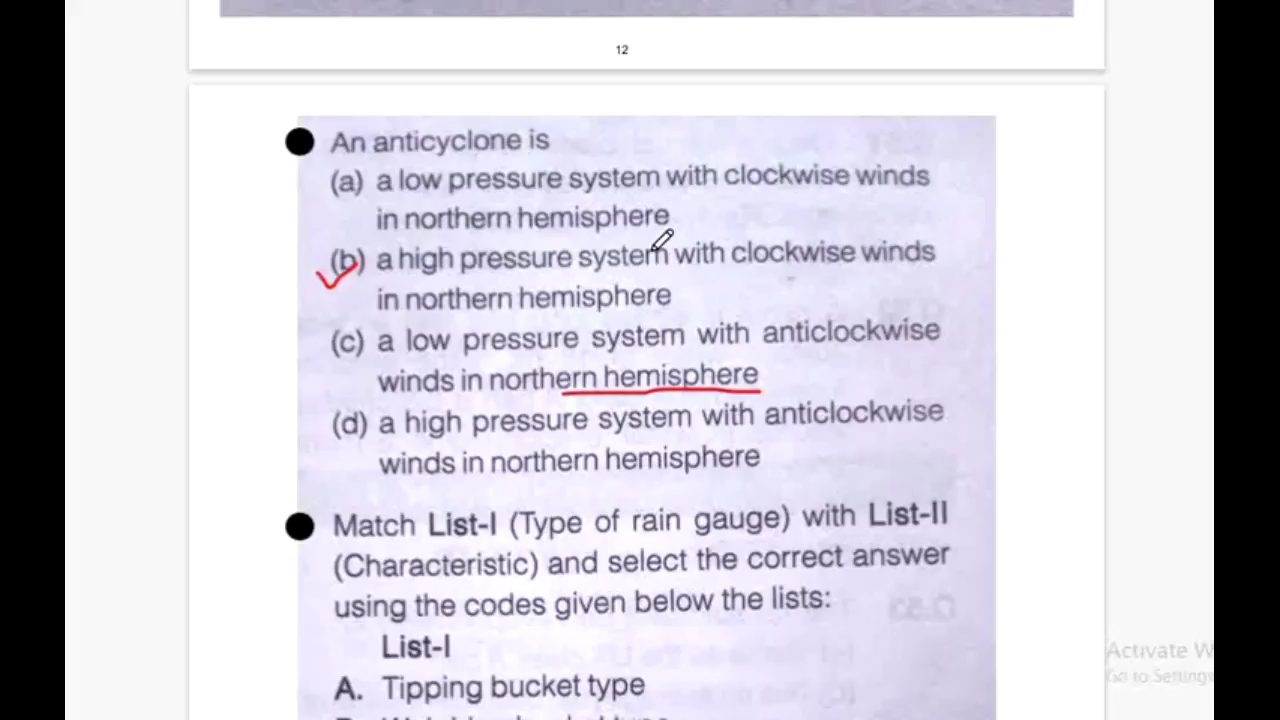 12
An anticyclone is
(a) a low pressure system with clockwise winds
in northern hemisphere
(b) a high pressure system with clockwise winds
in northern hemisphere
(c) a low pressure system with anticlockwise
winds in northern hemisphere
(d) a high pressure system with anticlockwise
winds in northern hemisphere
Match List-I (Type of rain gauge) with List-II
(Characteristic) and select the correct answer
using the codes given below the lists:
List-I
A. Tipping bucket type
Activate W
Go to Settings